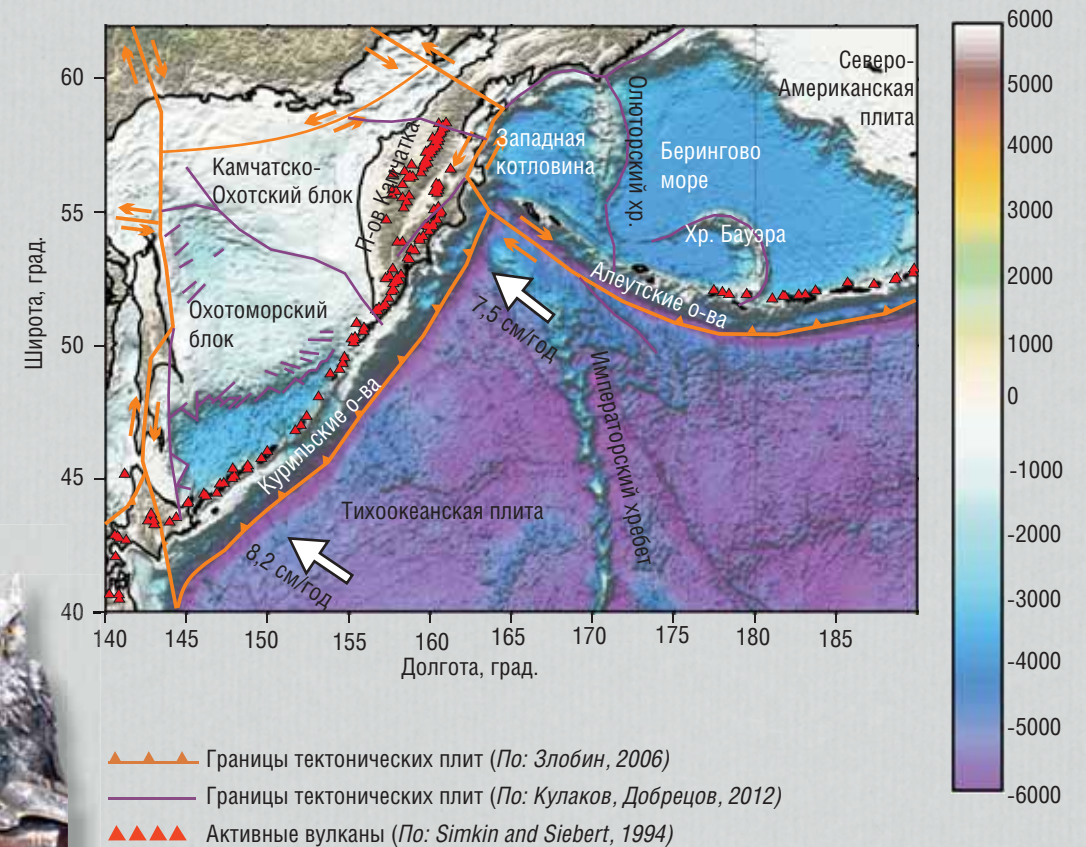 60
55
50
45
40
Широта, град.
140
145
150
155
160
165
170
175
180
185
Долгота, град.
Северо-
Американская
плита
Олюторский хр.
Западная
котловина
Берингово
море
П-ов Камчатка
Камчатско-
Охотский блок
Хр. Бауэра
Алеутские о-ва
Охотоморский
блок
7,5 см/год
Курильские о-ва
Императорский хребет
Тихоокеанская плита
8,2 см/год
6000
5000
4000
3000
2000
1000
0
-1000
-2000
-3000
-4000
-5000
-6000
Границы тектонических плит (По: Злобин, 2006)
Границы тектонических плит (По: Кулаков, Добрецов, 2012)
Активные вулканы (По: Simkin and Siebert, 1994)